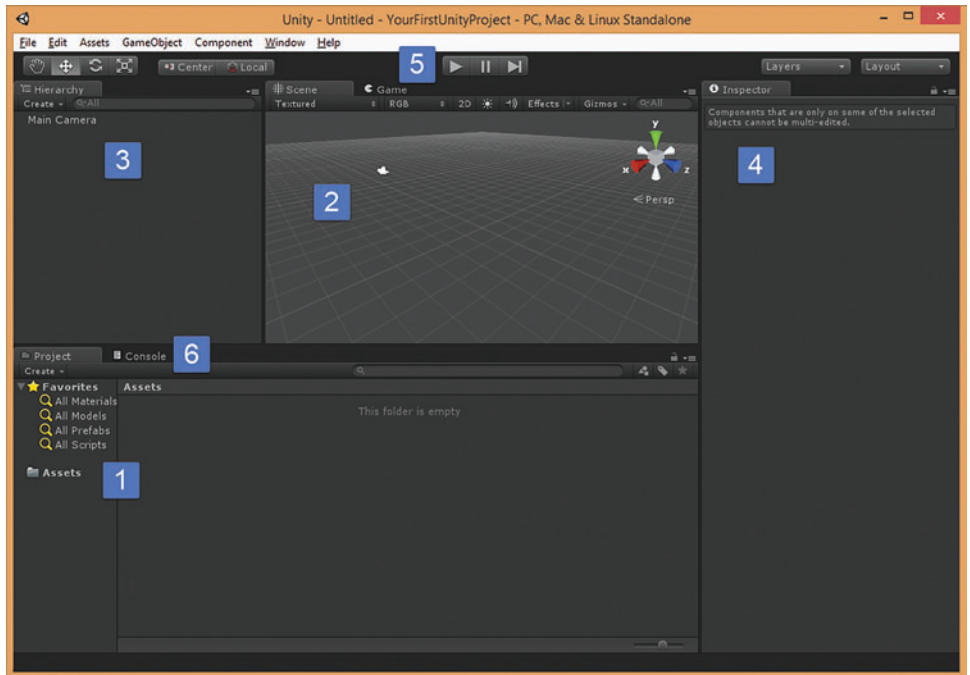 Unity - Untitled - YourFirstUnityProject - PC, Mac & Linux Standalone
File Edit Assets GameObject Component Window Help
Center Local
5
Layers Layout
Hierarchy
Create All
Main Camera
3
Scene Game
Textured RGB 2D Effects Gizmos All
y
x z
Persp
2
Inspector
Components that are only on some of the selected
objects cannot be multi-edited.
4
Project Console
6
Create
Favorites
All Materials
All Models
All Prefabs
All Scripts
Assets
1
Assets
This folder is empty